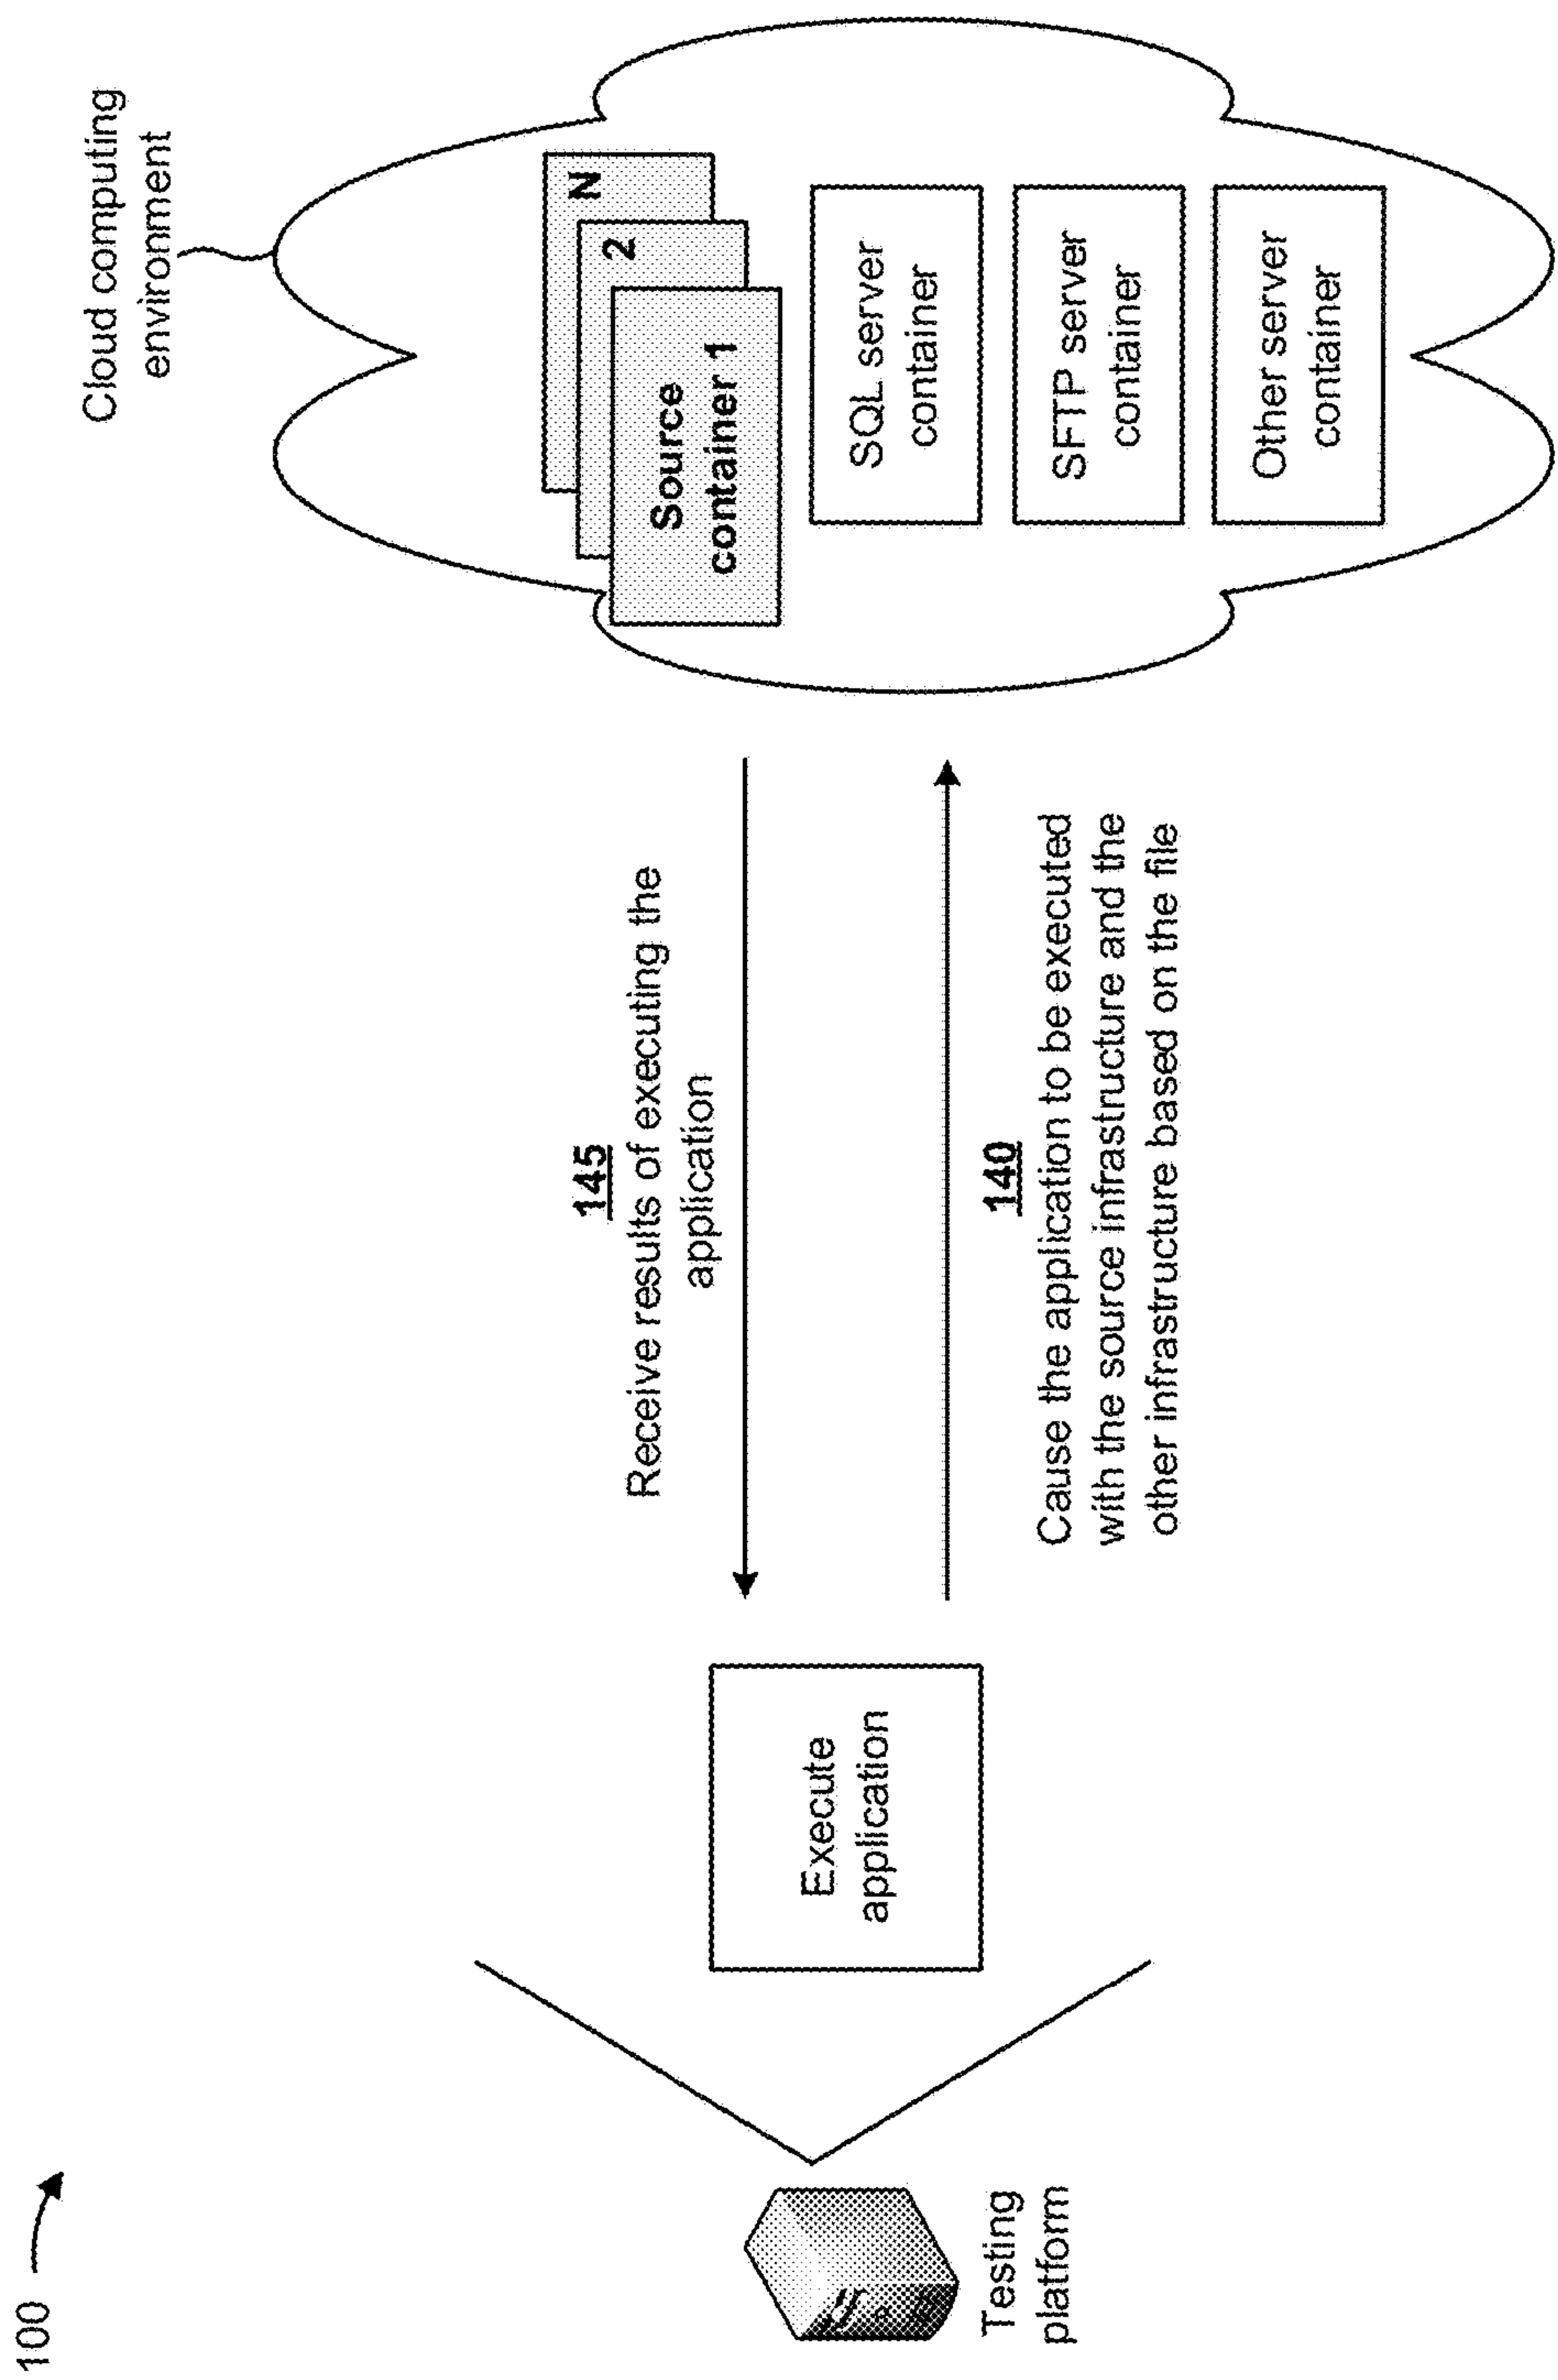 100
Testing
platform
Execute
application
145
Receive results of executing the
application
140
Cause the application to be executed
with the source infrastructure and the
other infrastructure based on the file
Cloud computing
environment
N
2
Source
container 1
SQL server
container
SFTP server
container
Other server
container